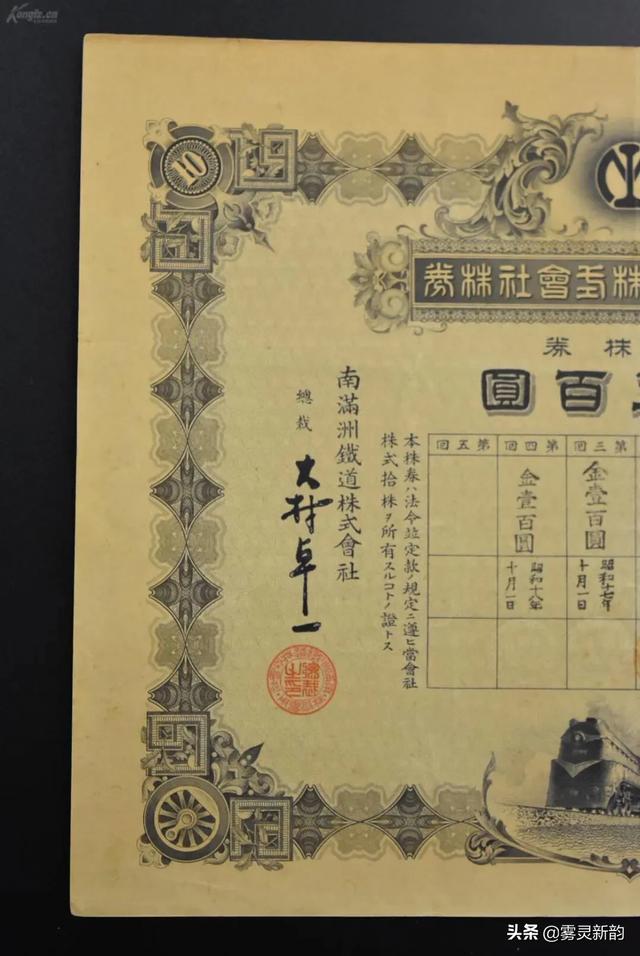 Kongfz.cn
10
株式會社株券
株券
百圓
第三回
金壹百圓
昭和十七年
十月一日
第四回
金壹百圓
昭和十八年
十月一日
第五回
本株券ハ法令竝定款ノ規定ニ遵ヒ當會社
株式拾株ヲ所有スルコトノ證トス
南滿洲鐵道株式會社
總裁
大村卓一
头条 @雾灵新韵